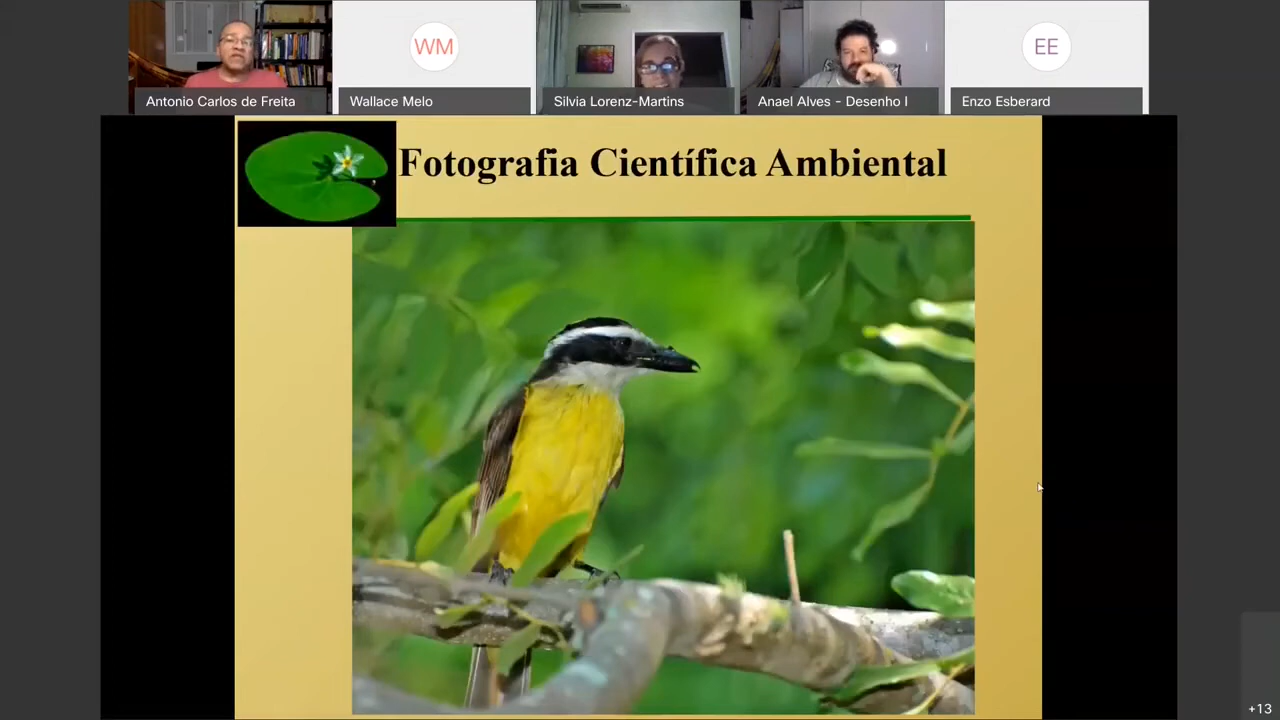 WM
EE
Antonio Carlos de Freita
Wallace Melo
Silvia Lorenz-Martins
Anael Alves - Desenho I
Enzo Esberard
Fotografia Científica Ambiental
+13